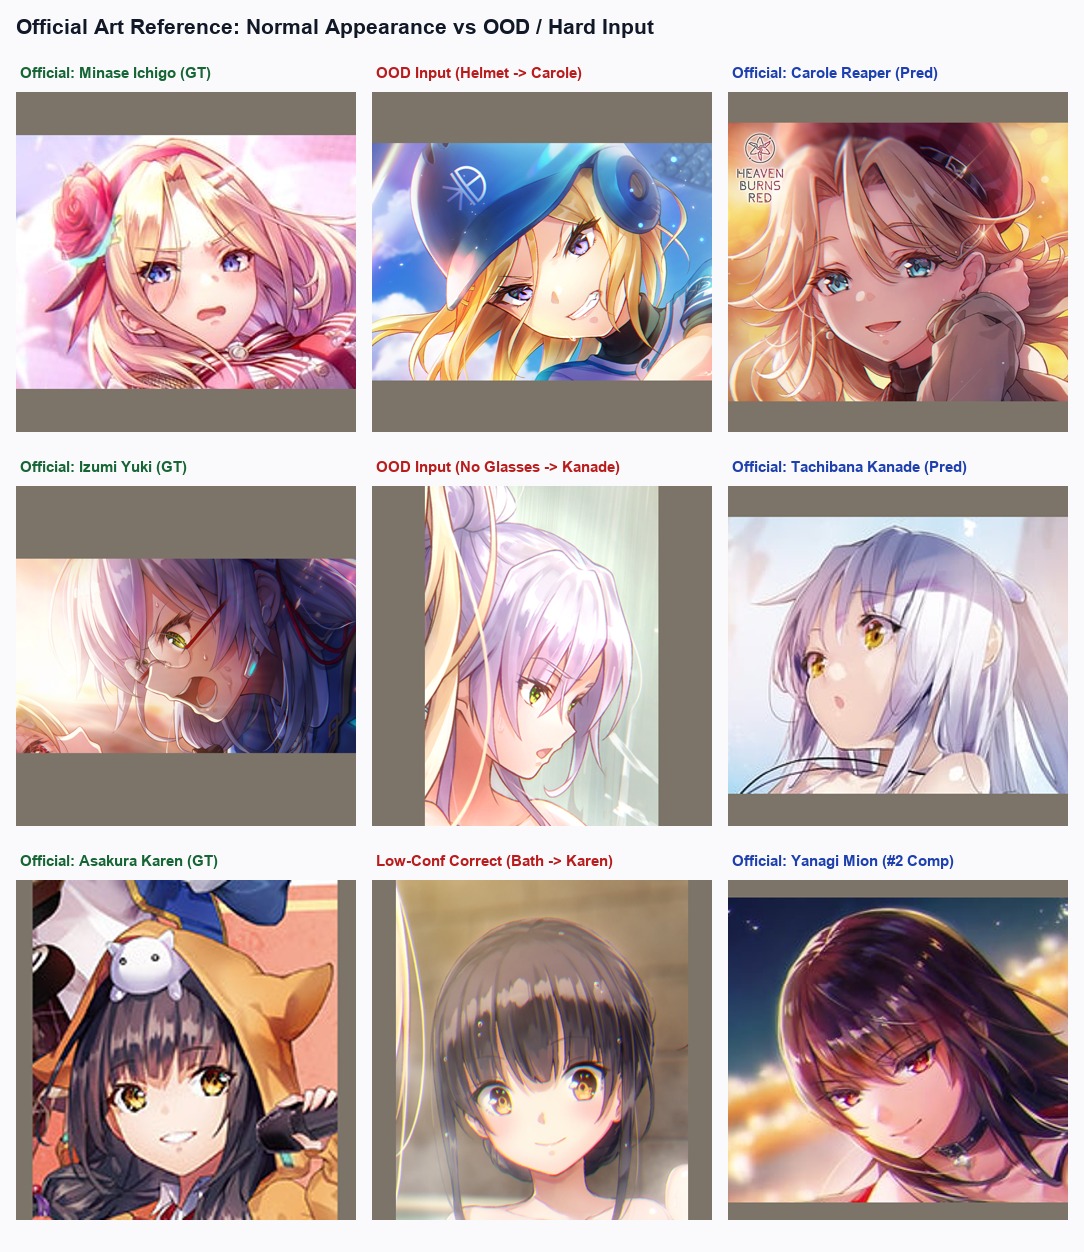 Official Art Reference: Normal Appearance vs OOD / Hard Input
Official: Minase Ichigo (GT)
OOD Input (Helmet -> Carole)
Official: Carole Reaper (Pred)
HEAVEN
BURNS
RED
Official: Izumi Yuki (GT)
OOD Input (No Glasses -> Kanade)
Official: Tachibana Kanade (Pred)
Official: Asakura Karen (GT)
Low-Conf Correct (Bath -> Karen)
Official: Yanagi Mion (#2 Comp)